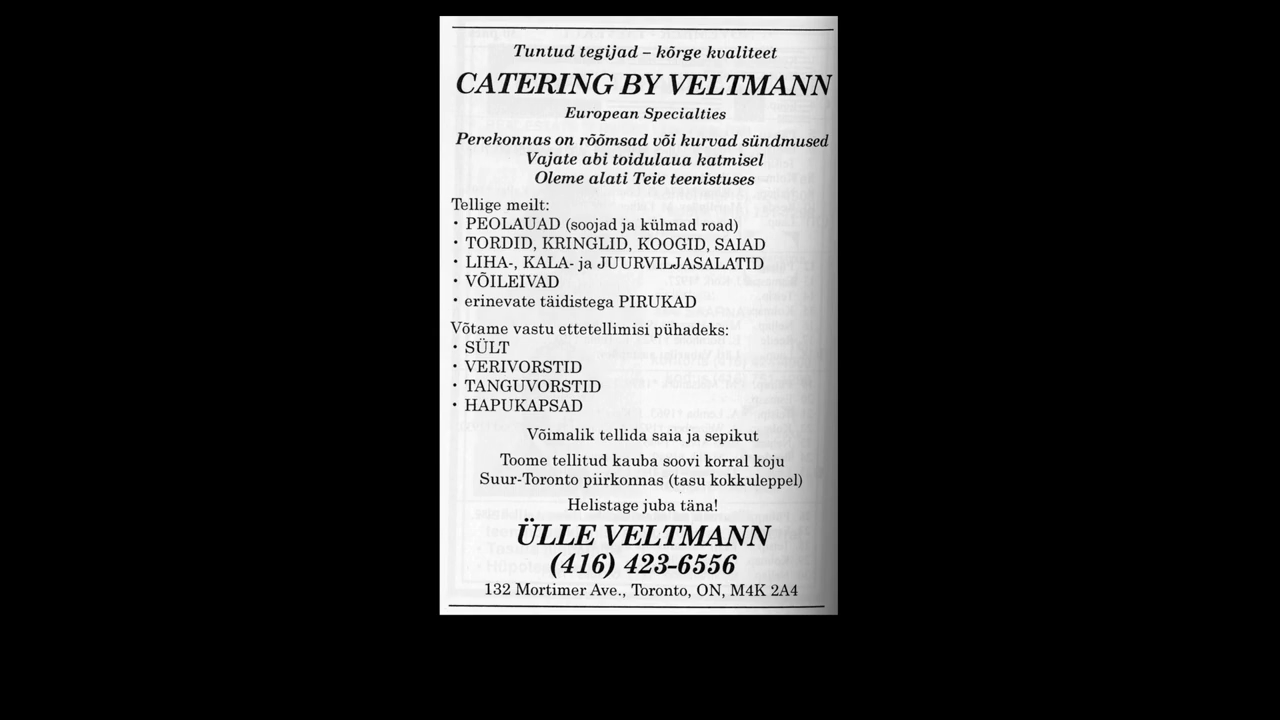 Tuntud tegijad – kõrge kvaliteet
CATERING BY VELTMANN
European Specialties
Perekonnas on rõõmsad või kurvad sündmused
Vajate abi toidulaua katmisel
Oleme alati Teie teenistuses
Tellige meilt:
• PEOLAUAD (soojad ja külmad road)
• TORDID, KRINGLID, KOOGID, SAIAD
• LIHA-, KALA- ja JUURVILJASALATID
• VÕILEIVAD
• erinevate täidistega PIRUKAD
Võtame vastu ettetellimisi pühadeks:
• SÜLT
• VERIVORSTID
• TANGUVORSTID
• HAPUKAPSAD
Võimalik tellida saia ja sepikut
Toome tellitud kauba soovi korral koju
Suur-Toronto piirkonnas (tasu kokkuleppel)
Helistage juba täna!
ÜLLE VELTMANN
(416) 423-6556
132 Mortimer Ave., Toronto, ON, M4K 2A4